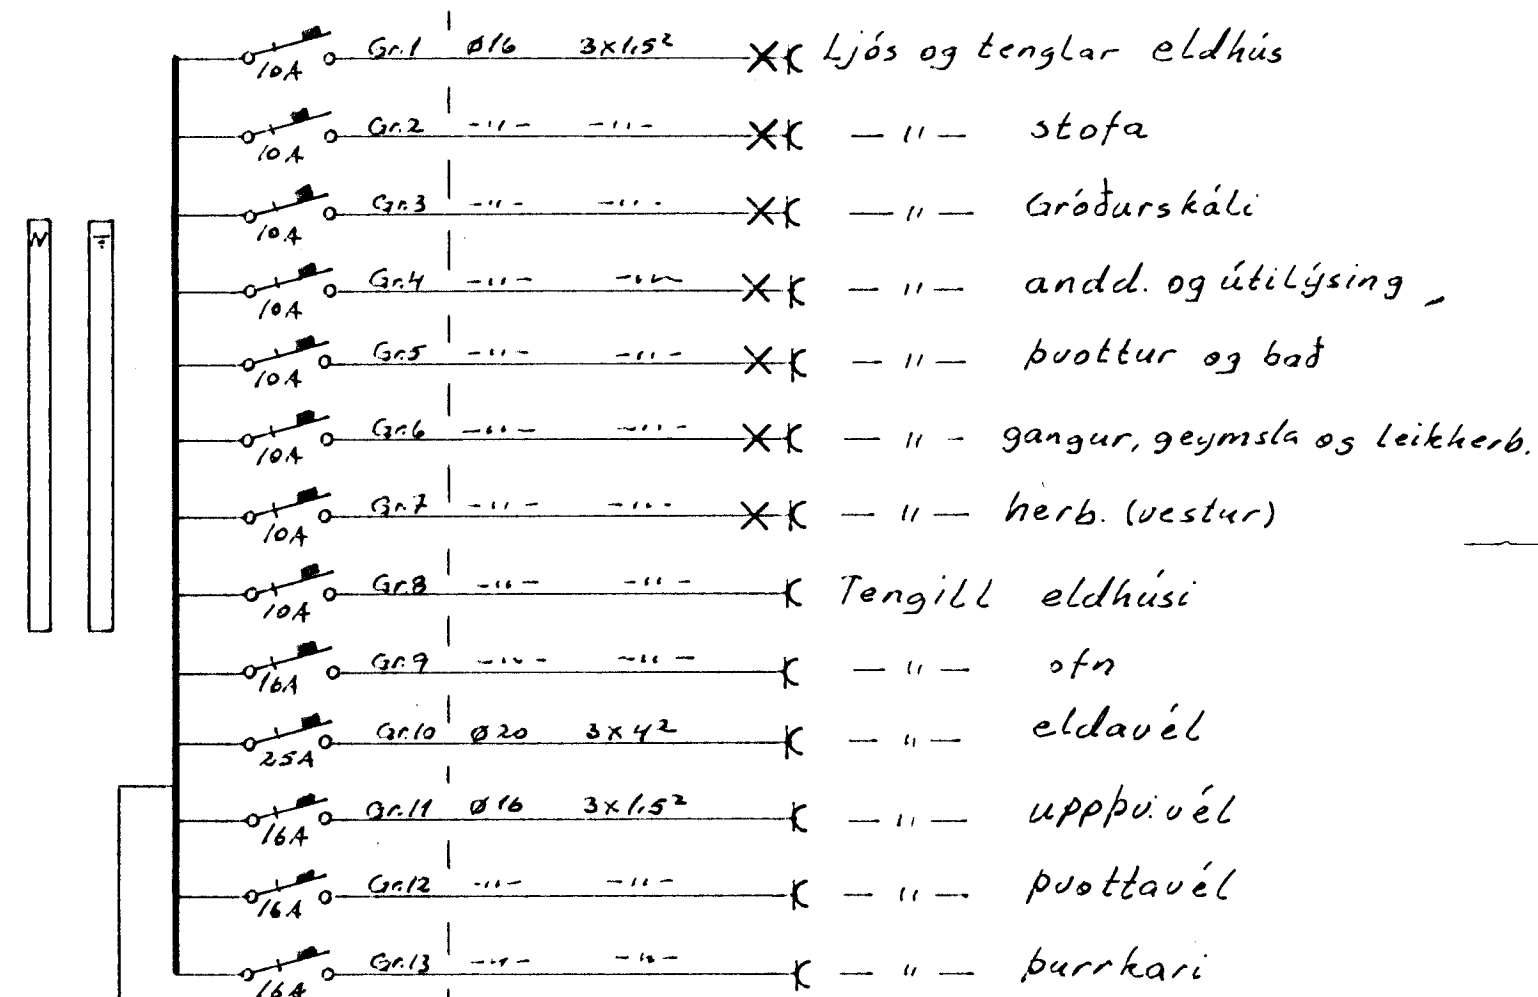 10A Gr.1 ø16 3x1,5² Ljós og tenglar eldhús
10A Gr.2 -"- -"- -"- stofa
10A Gr.3 -"- -"- -"- Gróðurskáli
10A Gr.4 -"- -"- -"- andd. og útilýsing
10A Gr.5 -"- -"- -"- þvottur og bað
10A Gr.6 -"- -"- -"- gangur, geymsla og leikherb.
10A Gr.7 -"- -"- -"- herb. (vestur)
10A Gr.8 -"- -"- Tengill eldhúsi
16A Gr.9 -"- -"- -"- ofn
25A Gr.10 ø20 3x4² -"- eldavél
16A Gr.11 ø16 3x1,5² -"- uppþv.vél
16A Gr.12 -"- -"- -"- þvottavél
16A Gr.13 -"- -"- -"- þurrkari
N